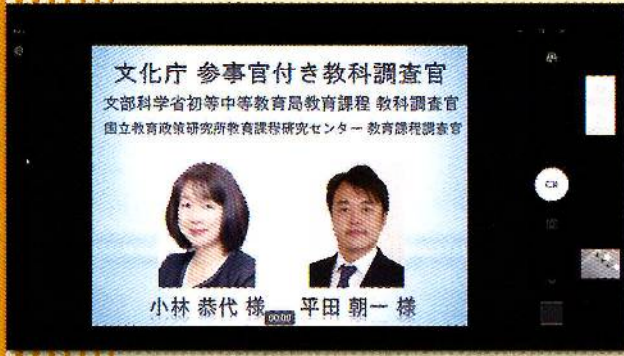 文化庁 参事官付き教科調査官
文部科学省初等中等教育局教育課程 教科調査官
国立教育政策研究所教育課程研究センター 教育課程調査官
小林 恭代 様
平田 朝一 様
00:00